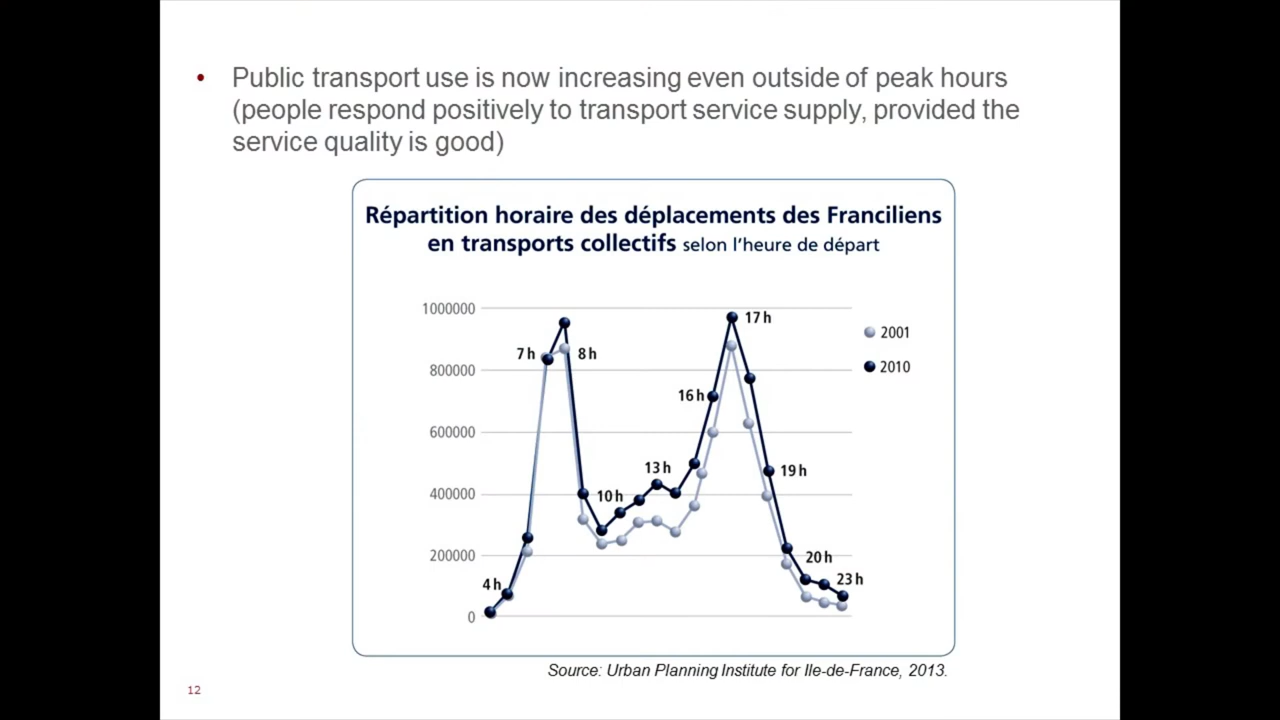 • Public transport use is now increasing even outside of peak hours
(people respond positively to transport service supply, provided the
service quality is good)
Répartition horaire des déplacements des Franciliens
en transports collectifs selon l'heure de départ
1000000
800000
600000
400000
200000
0
4 h
7 h
8 h
10 h
13 h
16 h
17 h
19 h
20 h
23 h
2001
2010
Source: Urban Planning Institute for Ile-de-France, 2013.
12